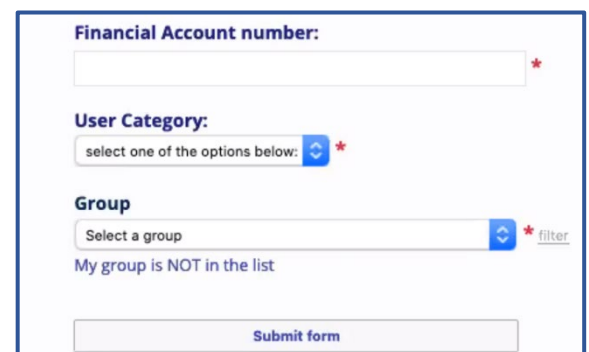 Financial Account number:
*
User Category:
select one of the options below: *
Group
Select a group * filter
My group is NOT in the list
Submit form